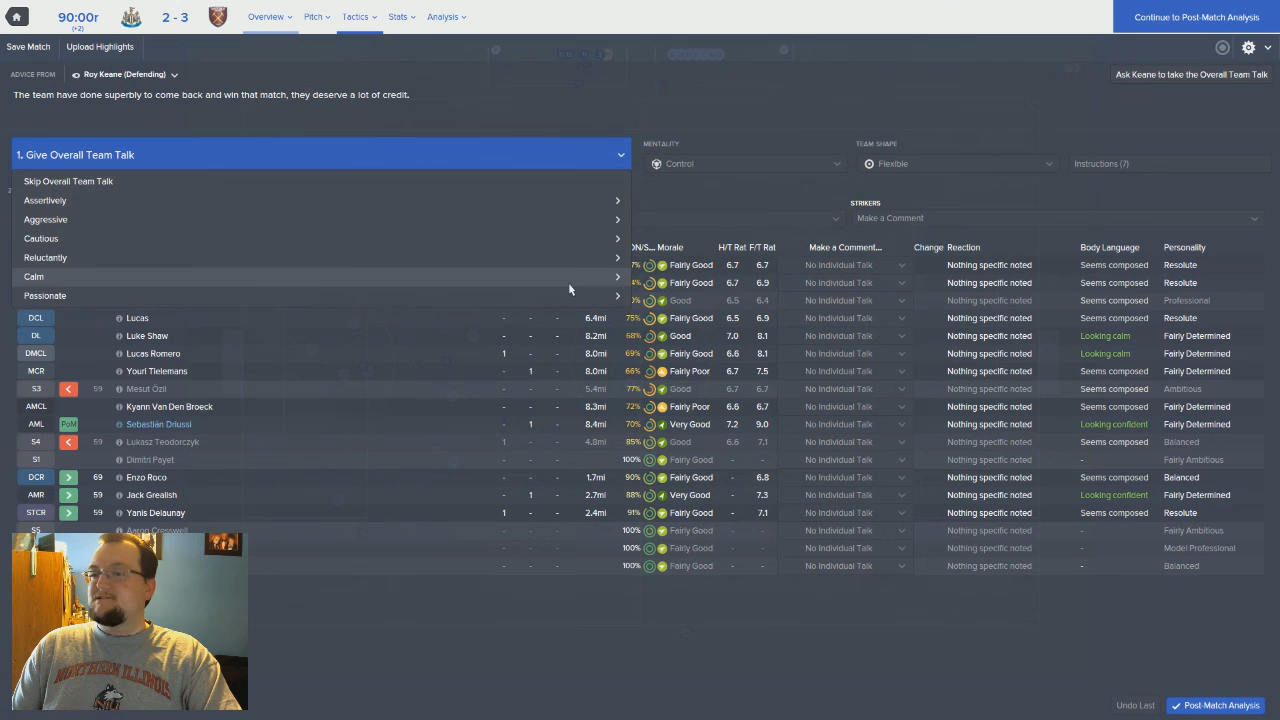 90:00r
(+2)
2 - 3
Overview
Pitch
Tactics
Stats
Analysis
Continue to Post-Match Analysis
Save Match
Upload Highlights
ADVICE FROM
Roy Keane (Defending)
Ask Keane to take the Overall Team Talk
The team have done superbly to come back and win that match, they deserve a lot of credit.
1. Give Overall Team Talk
MENTALITY
TEAM SHAPE
Control
Flexible
Instructions (7)
Skip Overall Team Talk
Assertively
Aggressive
Cautious
Reluctantly
Calm
Passionate
STRIKERS
Make a Comment
ON/S... Morale H/T Rat F/T Rat Make a Comment... Change Reaction Body Language Personality
7% Fairly Good 6.7 6.7 No Individual Talk Nothing specific noted Seems composed Resolute
4% Fairly Good 6.7 6.9 No Individual Talk Nothing specific noted Seems composed Resolute
Good 6.5 6.4 No Individual Talk Nothing specific noted Seems composed Professional
DCL Lucas - - - 6.4mi 75% Fairly Good 6.5 6.9 No Individual Talk Nothing specific noted Seems composed Resolute
DL Luke Shaw - - - 8.2mi 68% Good 7.0 8.1 No Individual Talk Nothing specific noted Looking calm Fairly Determined
DMCL Lucas Romero 1 - - 8.0mi 69% Fairly Good 6.6 8.1 No Individual Talk Nothing specific noted Looking calm Fairly Determined
MCR Youri Tielemans - 1 - 8.0mi 66% Fairly Poor 6.6 7.5 No Individual Talk Nothing specific noted Seems composed Fairly Determined
S3 59 Mesut Özil - - - 5.4mi 77% Good 6.7 6.7 No Individual Talk Nothing specific noted Seems composed Ambitious
AMCL Kyann Van Den Broeck - - - 8.3mi 72% Fairly Poor 6.6 6.7 No Individual Talk Nothing specific noted Seems composed Fairly Determined
AML PoM Sebastián Driussi - 1 - 8.4mi 70% Very Good 7.2 9.0 No Individual Talk Nothing specific noted Looking confident Fairly Determined
S4 59 Lukasz Teodorczyk 1 - - 4.8mi 85% Good 6.6 7.1 No Individual Talk Nothing specific noted Seems composed Balanced
S1 Dimitri Payet 100% Fairly Good - - No Individual Talk Nothing specific noted - Fairly Ambitious
DCR 69 Enzo Roco - - - 1.7mi 90% Fairly Good - 6.8 No Individual Talk Nothing specific noted Seems composed Balanced
AMR 59 Jack Grealish - 1 - 2.7mi 88% Very Good - 7.3 No Individual Talk Nothing specific noted Looking confident Fairly Determined
STCR 59 Yanis Delaunay 1 - - 2.4mi 91% Fairly Good - 7.1 No Individual Talk Nothing specific noted Seems composed Resolute
S5 Aaron Cresswell 100% Fairly Good - - No Individual Talk Nothing specific noted - Fairly Ambitious
100% Fairly Good - - No Individual Talk Nothing specific noted - Model Professional
100% Fairly Good - - No Individual Talk Nothing specific noted - Balanced
NORTHERN ILLINOIS
Undo Last
Post-Match Analysis